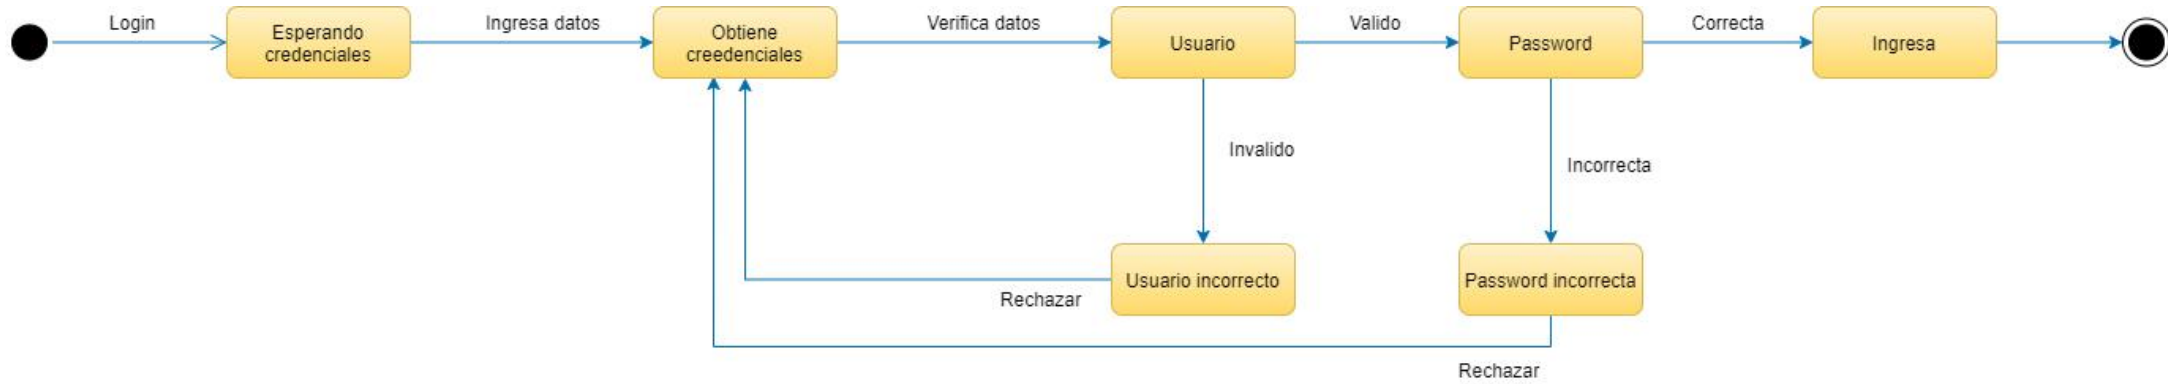 Login
Esperando
credenciales
Ingresa datos
Obtiene
creedenciales
Verifica datos
Usuario
Valido
Password
Correcta
Ingresa
Invalido
Incorrecta
Usuario incorrecto
Password incorrecta
Rechazar
Rechazar